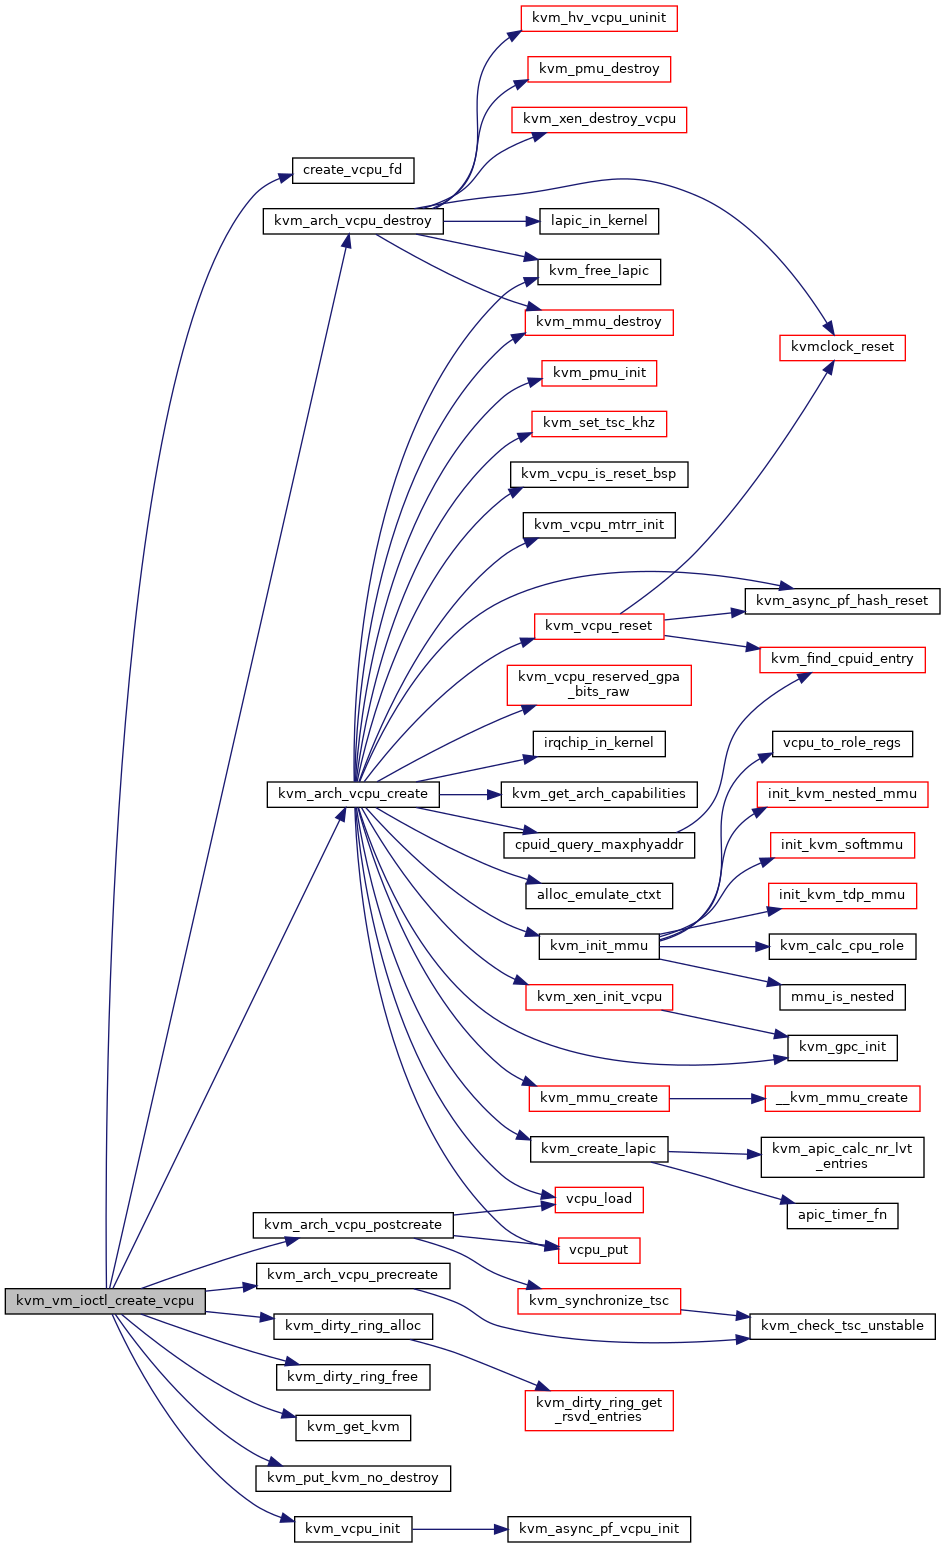 kvm_hv_vcpu_uninit
kvm_pmu_destroy
kvm_xen_destroy_vcpu
create_vcpu_fd
kvm_arch_vcpu_destroy
lapic_in_kernel
kvm_free_lapic
kvm_mmu_destroy
kvmclock_reset
kvm_pmu_init
kvm_set_tsc_khz
kvm_vcpu_is_reset_bsp
kvm_vcpu_mtrr_init
kvm_async_pf_hash_reset
kvm_vcpu_reset
kvm_find_cpuid_entry
kvm_vcpu_reserved_gpa
_bits_raw
irqchip_in_kernel
vcpu_to_role_regs
kvm_arch_vcpu_create
kvm_get_arch_capabilities
init_kvm_nested_mmu
cpuid_query_maxphyaddr
init_kvm_softmmu
alloc_emulate_ctxt
init_kvm_tdp_mmu
kvm_init_mmu
kvm_calc_cpu_role
kvm_xen_init_vcpu
mmu_is_nested
kvm_gpc_init
kvm_mmu_create
__kvm_mmu_create
kvm_create_lapic
kvm_apic_calc_nr_lvt
_entries
vcpu_load
apic_timer_fn
kvm_arch_vcpu_postcreate
vcpu_put
kvm_arch_vcpu_precreate
kvm_vm_ioctl_create_vcpu
kvm_synchronize_tsc
kvm_dirty_ring_alloc
kvm_check_tsc_unstable
kvm_dirty_ring_free
kvm_dirty_ring_get
_rsvd_entries
kvm_get_kvm
kvm_put_kvm_no_destroy
kvm_vcpu_init
kvm_async_pf_vcpu_init